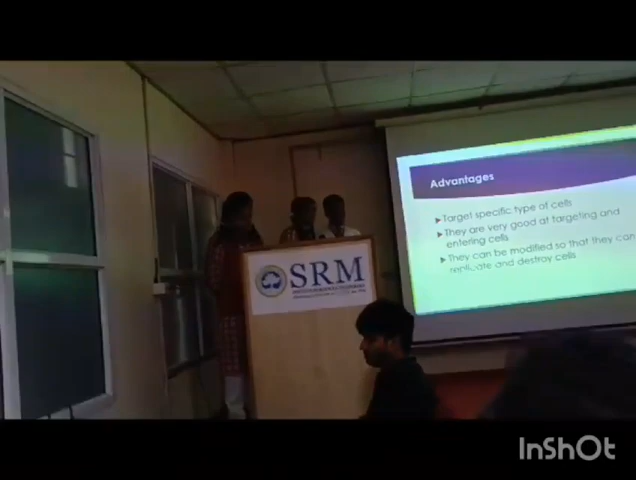 Advantages
Target specific type of cells
They are very good at targeting and
entering cells
They can be modified so that they can
replicate and destroy cells
SRM
InShOt